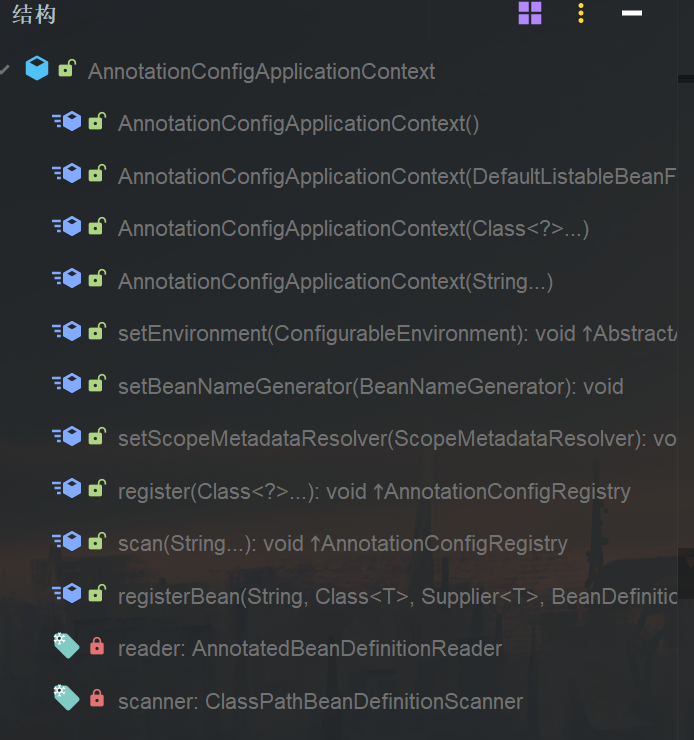 结构
AnnotationConfigApplicationContext
AnnotationConfigApplicationContext()
AnnotationConfigApplicationContext(DefaultListableBeanF
AnnotationConfigApplicationContext(Class<?>...)
AnnotationConfigApplicationContext(String...)
setEnvironment(ConfigurableEnvironment): void ↑AbstractA
setBeanNameGenerator(BeanNameGenerator): void
setScopeMetadataResolver(ScopeMetadataResolver): vo
register(Class<?>...): void ↑AnnotationConfigRegistry
scan(String...): void ↑AnnotationConfigRegistry
registerBean(String, Class<T>, Supplier<T>, BeanDefinitic
reader: AnnotatedBeanDefinitionReader
scanner: ClassPathBeanDefinitionScanner